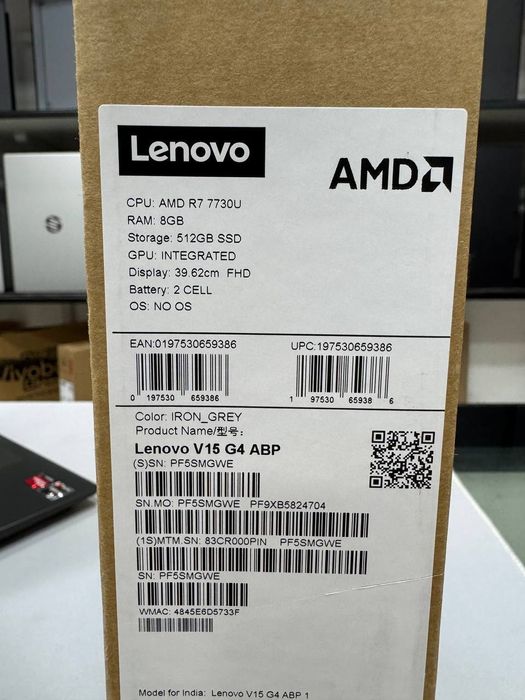 Lenovo
AMD
CPU: AMD R7 7730U
RAM: 8GB
Storage: 512GB SSD
GPU: INTEGRATED
Display: 39.62cm FHD
Battery: 2 CELL
OS: NO OS
EAN:0197530659386
UPC:197530659386
0 197530 659386
1 97530 65938 6
Color: IRON_GREY
Product Name/型号:
Lenovo V15 G4 ABP
(S)SN: PF5SMGWE
SN.MO: PF5SMGWE PF9XB5824704
(1S)MTM.SN: 83CR000PIN PF5SMGWE
SN: PF5SMGWE
WMAC: 4845E6D5733F
Model for India: Lenovo V15 G4 ABP 1